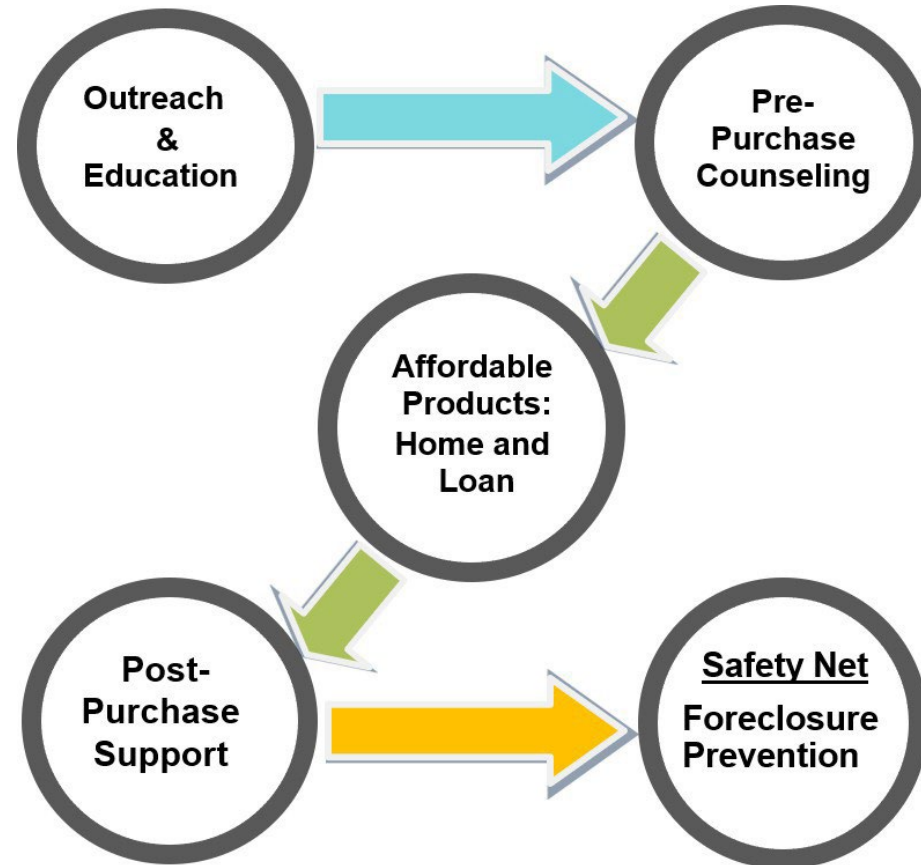 Outreach
&
Education
Pre-
Purchase
Counseling
Affordable
Products:
Home and
Loan
Post-
Purchase
Support
Safety Net
Foreclosure
Prevention